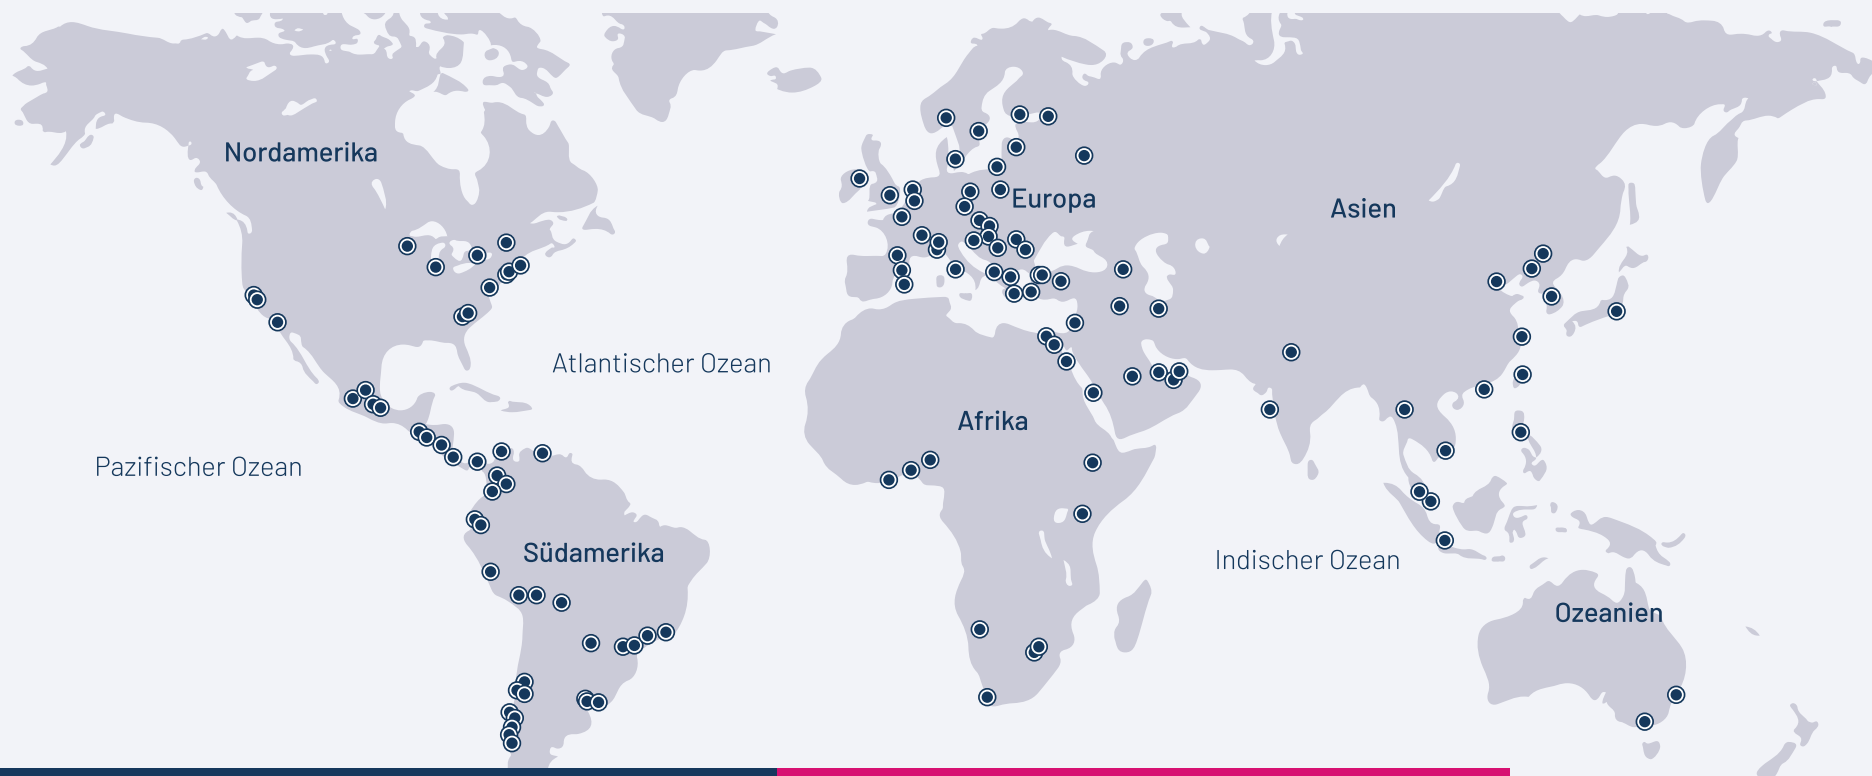 Nordamerika
Europa
Asien
Atlantischer Ozean
Afrika
Pazifischer Ozean
Südamerika
Indischer Ozean
Ozeanien